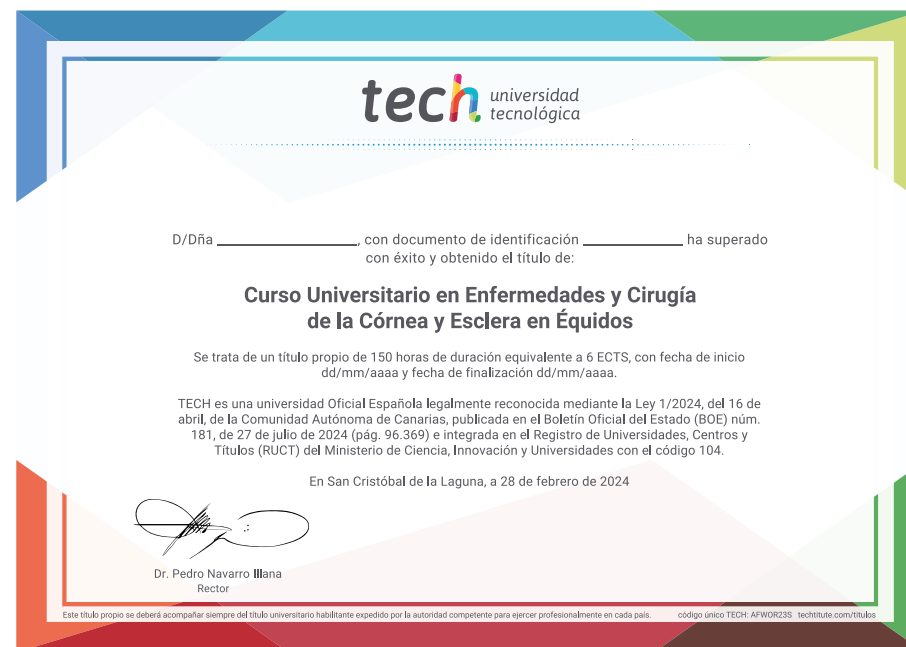 tech universidad
tecnológica
D/Dña ____________________, con documento de identificación ______________ ha superado
con éxito y obtenido el título de:
Curso Universitario en Enfermedades y Cirugía
de la Córnea y Esclera en Équidos
Se trata de un título propio de 150 horas de duración equivalente a 6 ECTS, con fecha de inicio
dd/mm/aaaa y fecha de finalización dd/mm/aaaa.
TECH es una universidad Oficial Española legalmente reconocida mediante la Ley 1/2024, del 16 de
abril, de la Comunidad Autónoma de Canarias, publicada en el Boletín Oficial del Estado (BOE) núm.
181, de 27 de julio de 2024 (pág. 96.369) e integrada en el Registro de Universidades, Centros y
Títulos (RUCT) del Ministerio de Ciencia, Innovación y Universidades con el código 104.
En San Cristóbal de la Laguna, a 28 de febrero de 2024
Dr. Pedro Navarro Illana
Rector
Este título propio se deberá acompañar siempre del título universitario habilitante expedido por la autoridad competente para ejercer profesionalmente en cada país. código único TECH: AFWOR23S techtitute.com/titulos